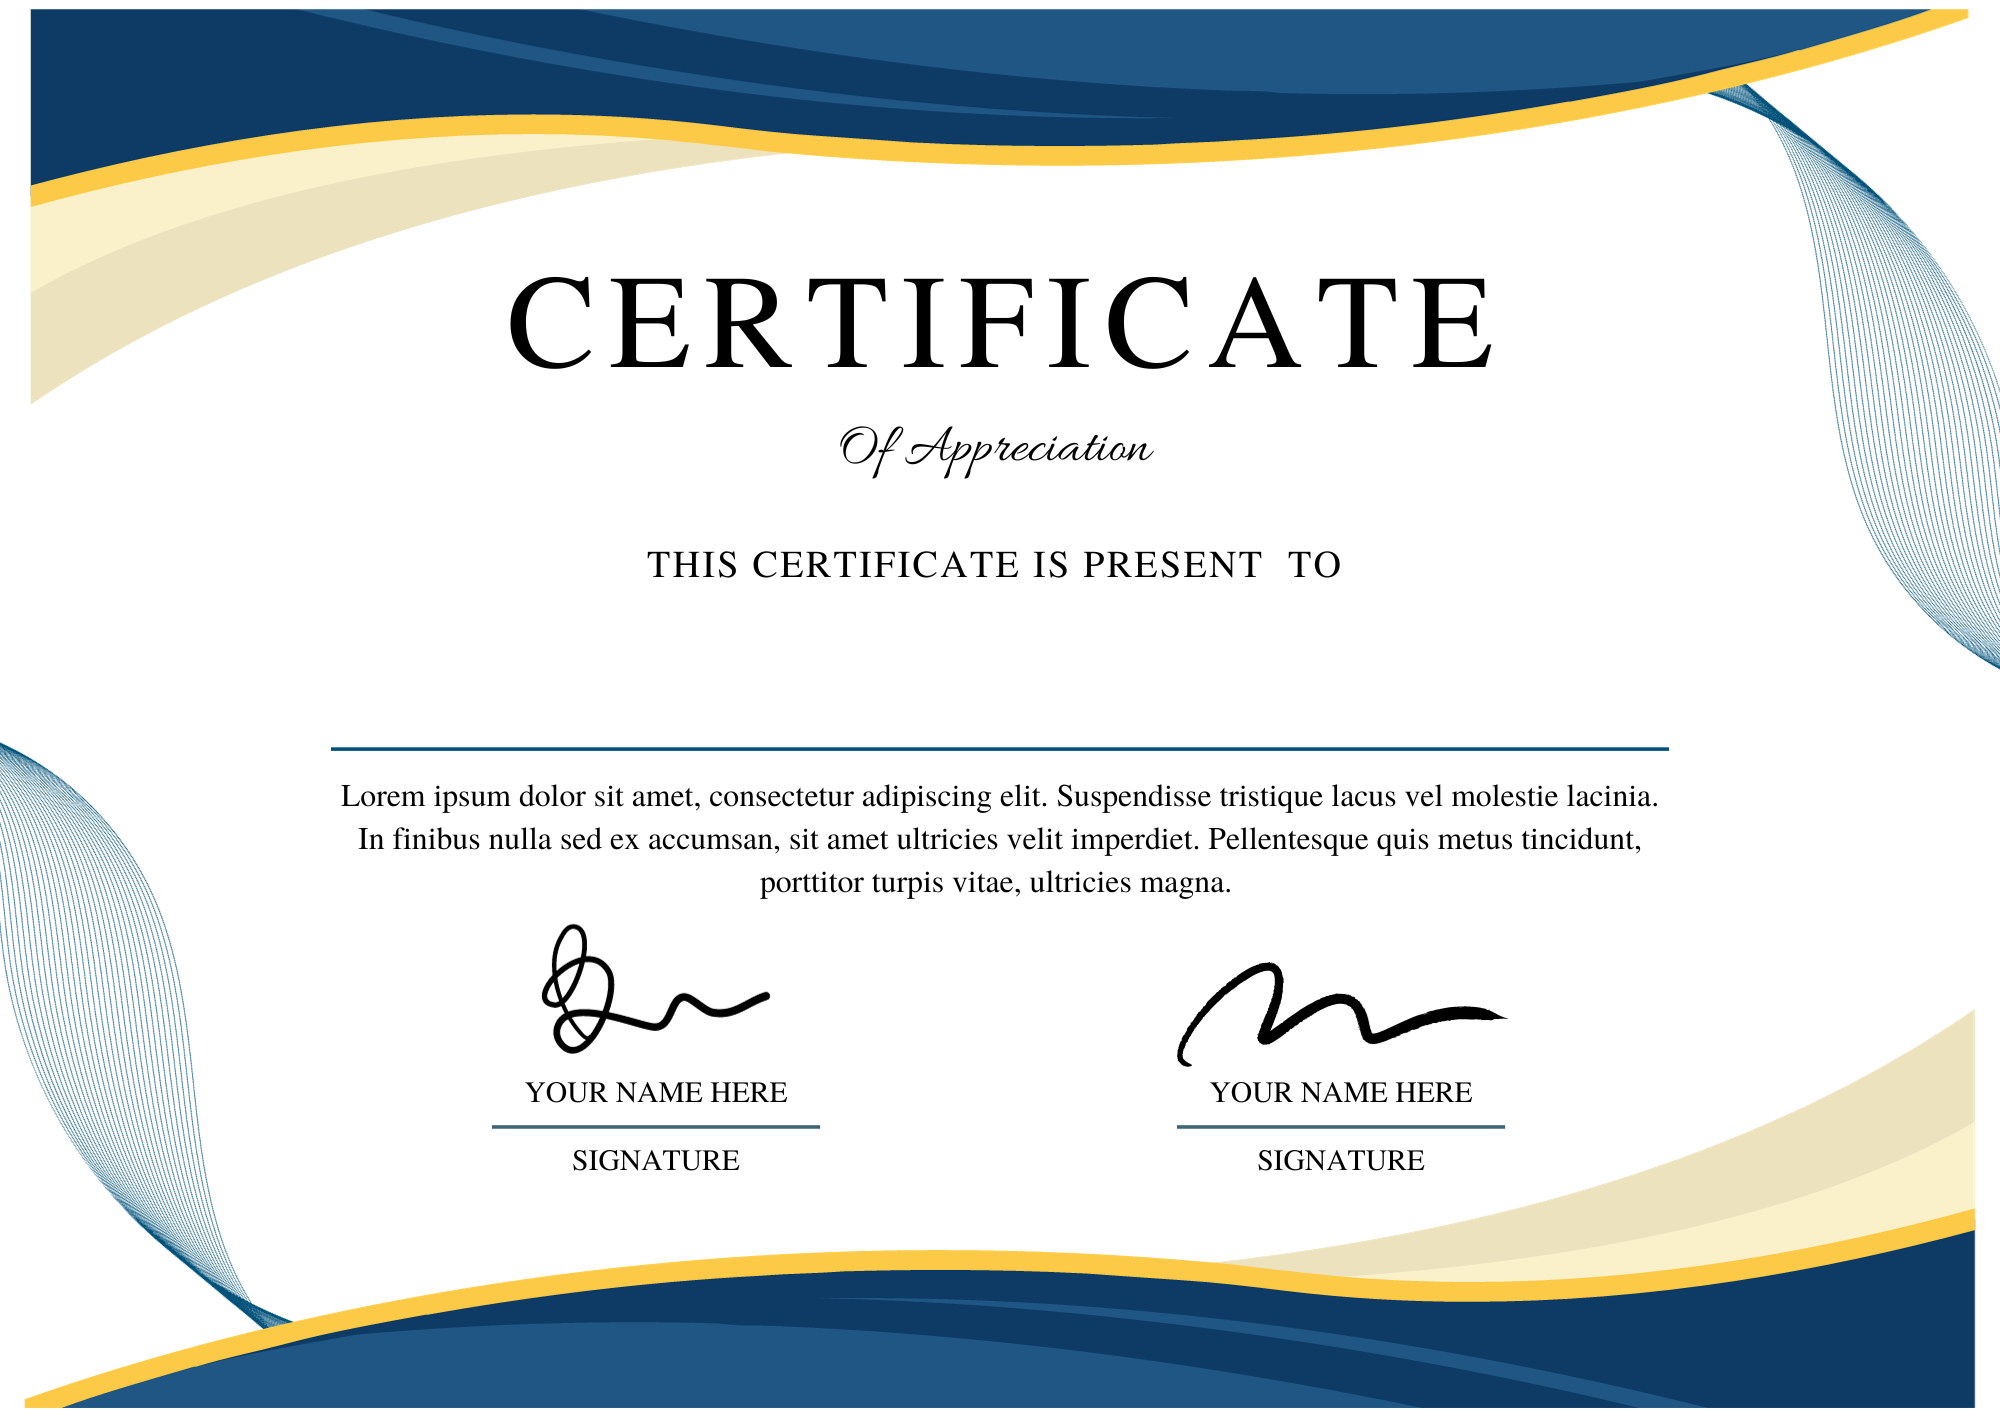 CERTIFICATE
Of Appreciation
THIS CERTIFICATE IS PRESENT  TO
Lorem ipsum dolor sit amet, consectetur adipiscing elit. Suspendisse tristique lacus vel molestie lacinia.
In finibus nulla sed ex accumsan, sit amet ultricies velit imperdiet. Pellentesque quis metus tincidunt,
porttitor turpis vitae, ultricies magna.
YOUR NAME HERE
SIGNATURE
YOUR NAME HERE
SIGNATURE